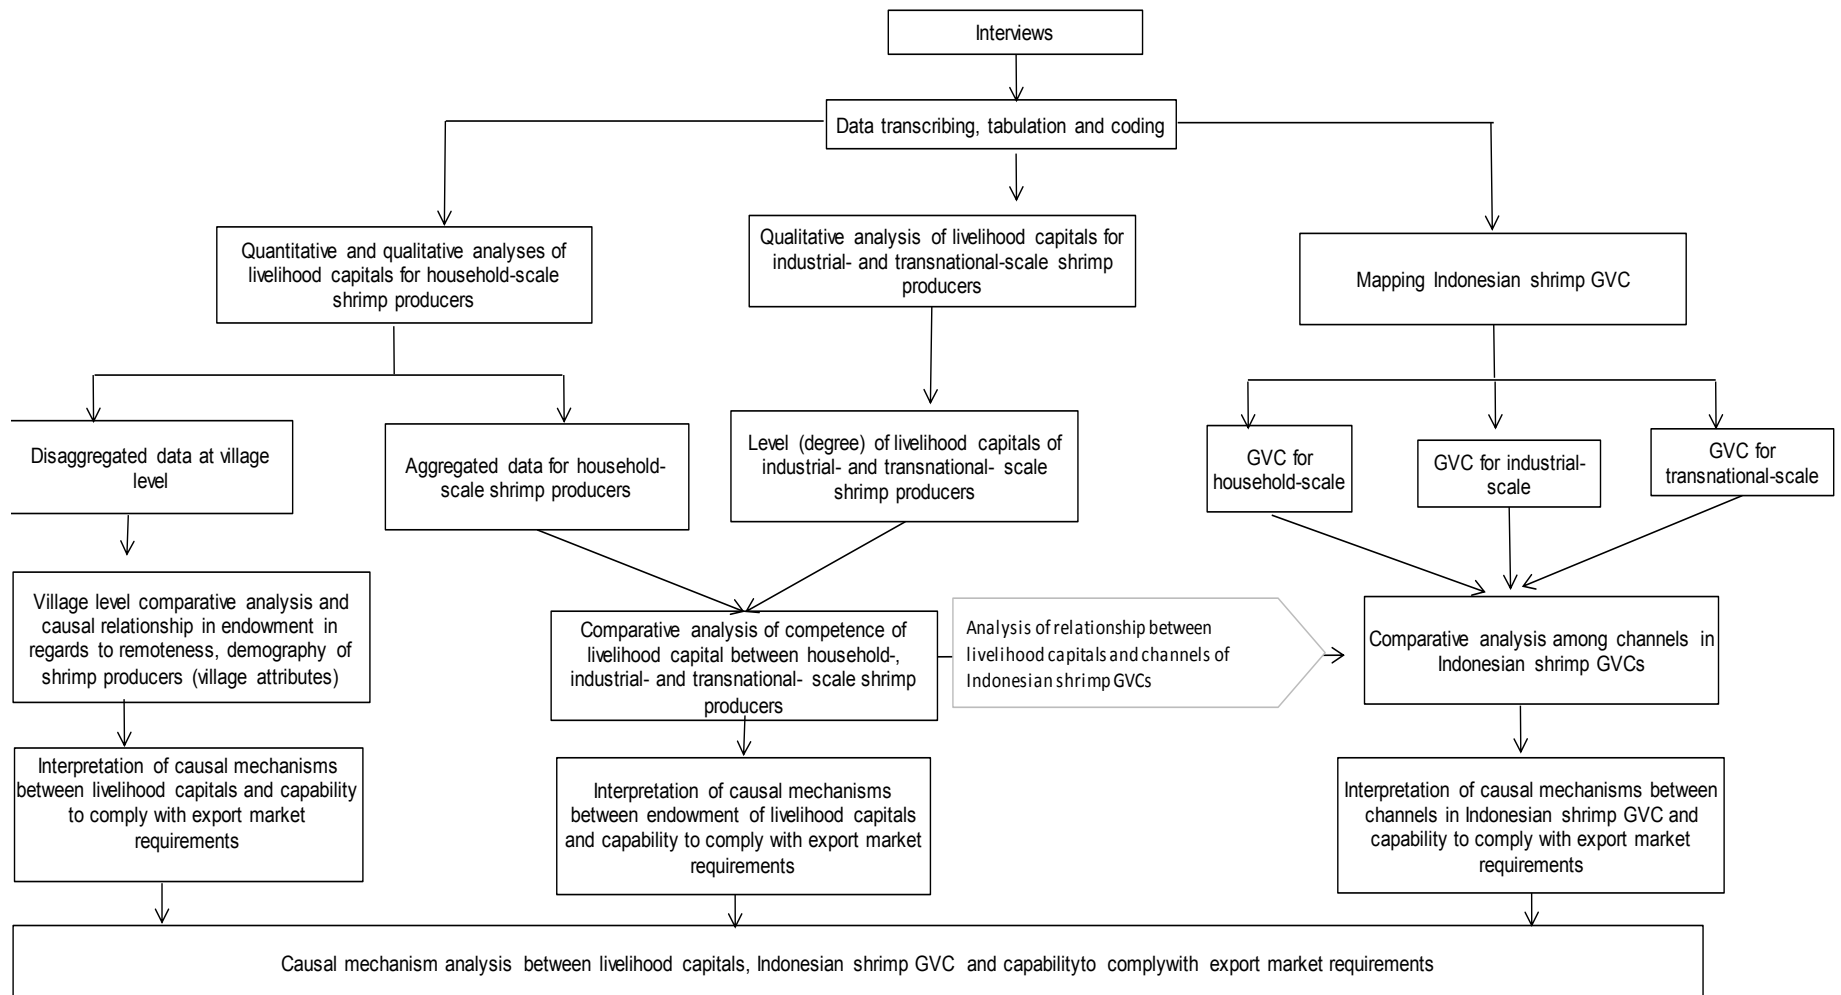 Interviews
Data transcribing, tabulation and coding
Quantitative and qualitative analyses of
livelihood capitals for household-scale
shrimp producers
Qualitative analysis of livelihood capitals for
industrial- and transnational-scale shrimp
producers
Mapping Indonesian shrimp GVC
Disaggregated data at village
level
Aggregated data for household-
scale shrimp producers
Level (degree) of livelihood capitals of
industrial- and transnational- scale
shrimp producers
GVC for
household-scale
GVC for industrial-
scale
GVC for
transnational-scale
Village level comparative analysis and
causal relationship in endowment in
regards to remoteness, demography of
shrimp producers (village attributes)
Comparative analysis of competence of
livelihood capital between household-,
industrial- and transnational- scale shrimp
producers
Analysis of relationship between
livelihood capitals and channels of
Indonesian shrimp GVCs
Comparative analysis among channels in
Indonesian shrimp GVCs
Interpretation of causal mechanisms
between livelihood capitals and capability
to comply with export market
requirements
Interpretation of causal mechanisms
between endowment of livelihood capitals
and capability to comply with export market
requirements
Interpretation of causal mechanisms between
channels in Indonesian shrimp GVC and
capability to comply with export market
requirements
Causal mechanism analysis between livelihood capitals, Indonesian shrimp GVC and capabilityto complywith export market requirements